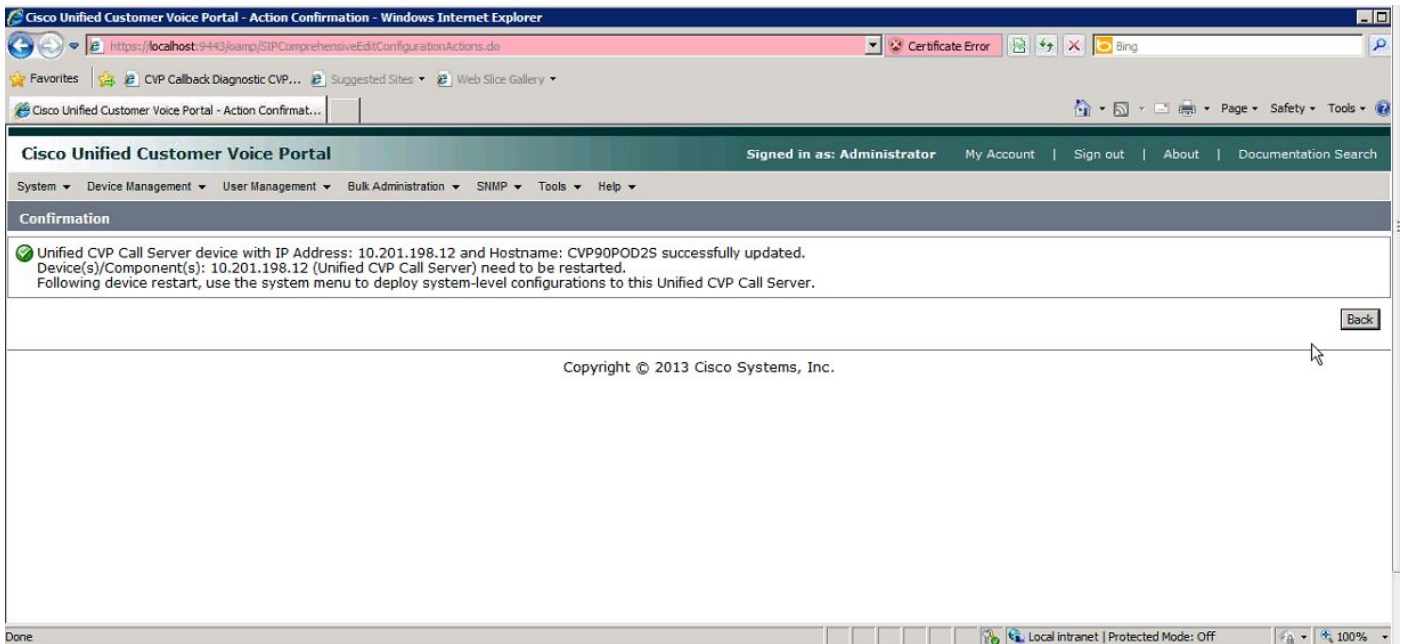 Cisco Unified Customer Voice Portal - Action Confirmation - Windows Internet Explorer
https://localhost:9443/oamp/SIPComprehensiveEditConfigurationActions.do
Certificate Error
Bing
Favorites
CVP Callback Diagnostic CVP...
Suggested Sites
Web Slice Gallery
Cisco Unified Customer Voice Portal - Action Confirmat...
Page
Safety
Tools
Cisco Unified Customer Voice Portal
Signed in as: Administrator
My Account | Sign out | About | Documentation Search
System
Device Management
User Management
Bulk Administration
SNMP
Tools
Help
Confirmation
Unified CVP Call Server device with IP Address: 10.201.198.12 and Hostname: CVP90POD2S successfully updated.
Device(s)/Component(s): 10.201.198.12 (Unified CVP Call Server) need to be restarted.
Following device restart, use the system menu to deploy system-level configurations to this Unified CVP Call Server.
Back
Copyright © 2013 Cisco Systems, Inc.
Done
Local intranet | Protected Mode: Off
100%